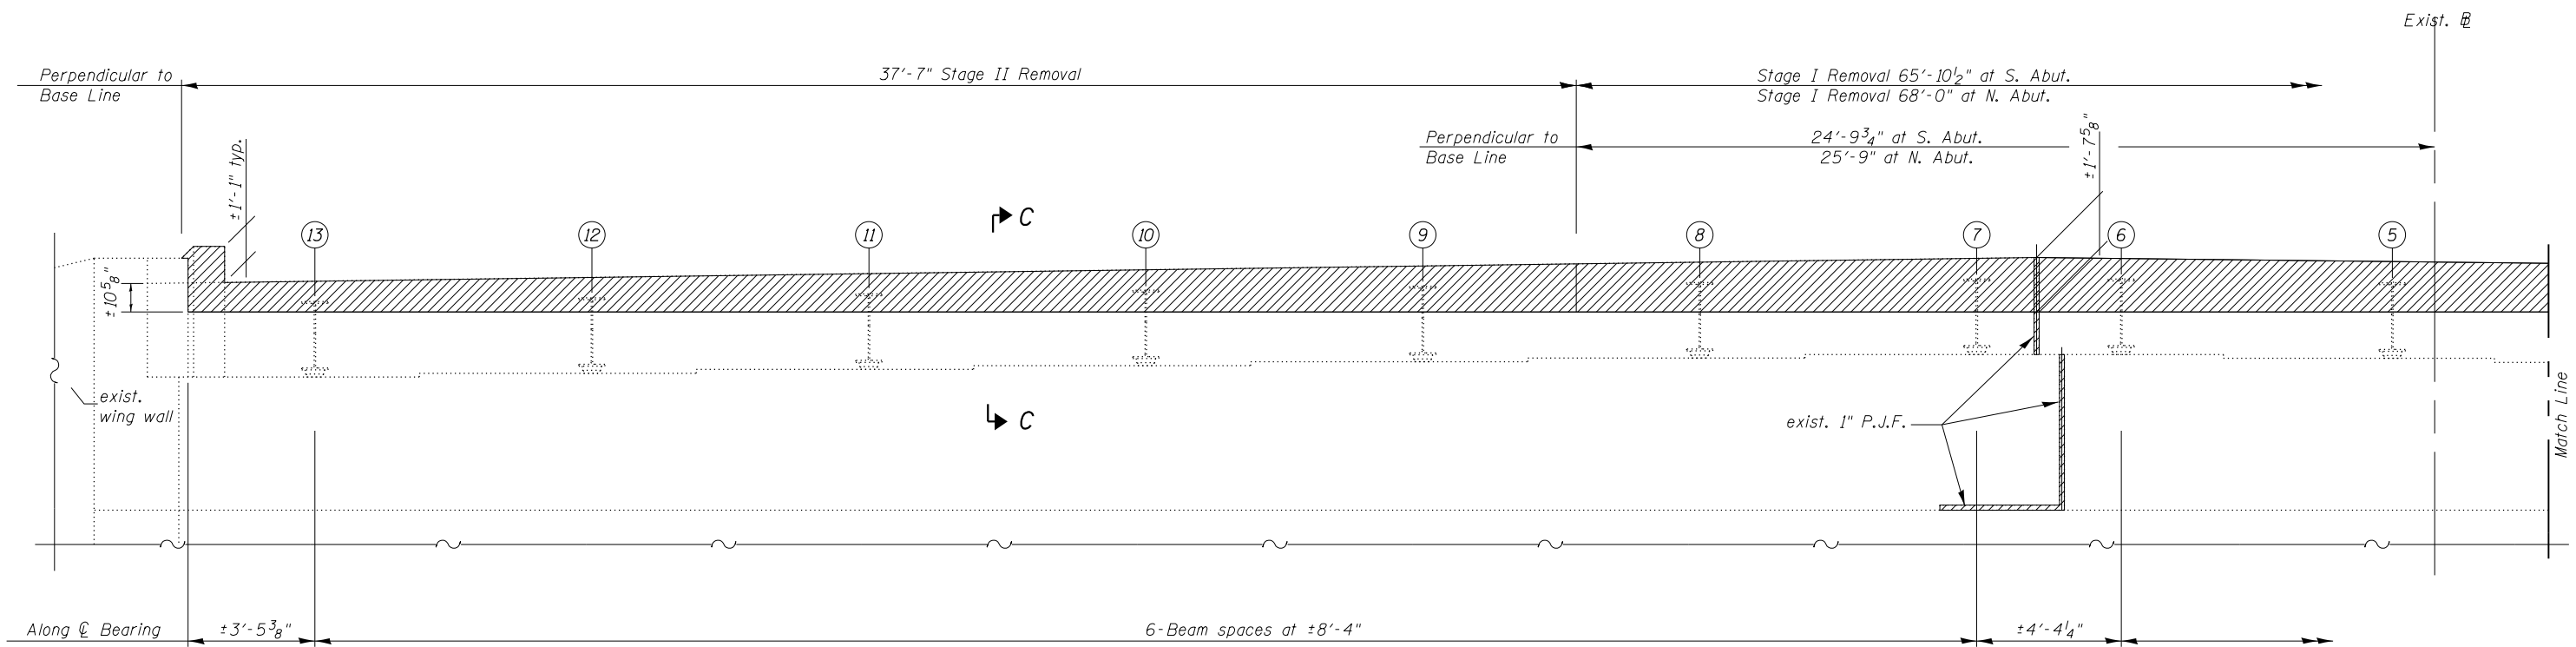 Exist. ℄
Perpendicular to
Base Line
37'-7" Stage II Removal
Stage I Removal 65'-10½" at S. Abut.
Stage I Removal 68'-0" at N. Abut.
Perpendicular to
Base Line
24'-9¾" at S. Abut.
25'-9" at N. Abut.
±1'-7⅝"
±1'-1" typ.
±10⅝"
C
13
12
11
10
9
8
7
6
5
exist.
wing wall
C
exist. 1" P.J.F.
Match Line
Along ℄ Bearing
±3'-5⅜"
6-Beam spaces at ±8'-4"
±4'-4¼"